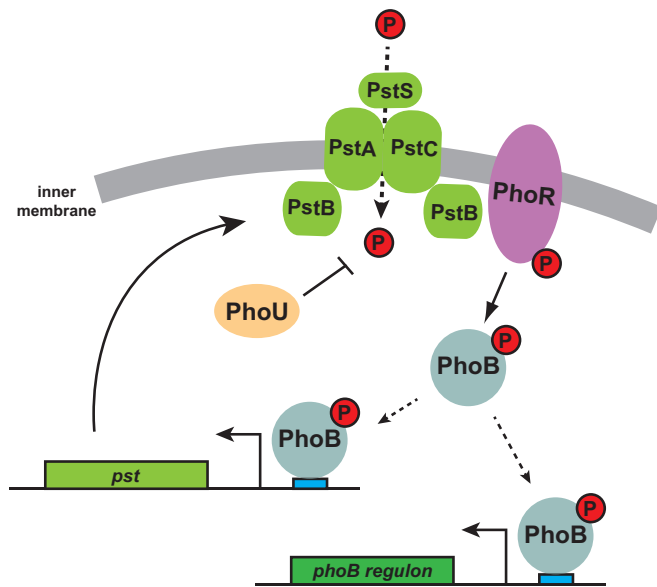 P
PstS
PstA
PstC
inner
membrane
PstB
PstB
PhoR
P
P
PhoU
P
PhoB
P
PhoB
pst
P
PhoB
phoB regulon